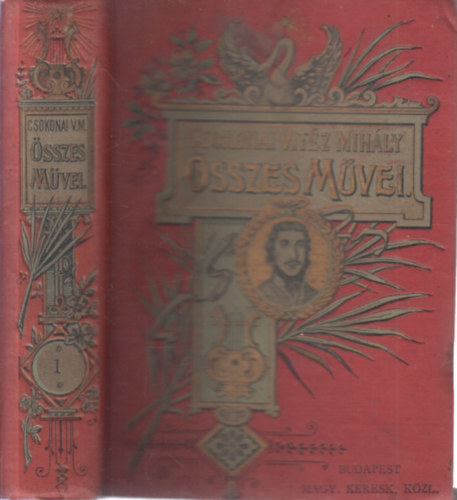 CSOKONAI V. M.
ÖSSZES
MŰVEI.
I
CSOKONAI VITÉZ MIHÁLY
ÖSSZES MŰVEI.
BUDAPEST
MAGY. KERESK. KÖZL.